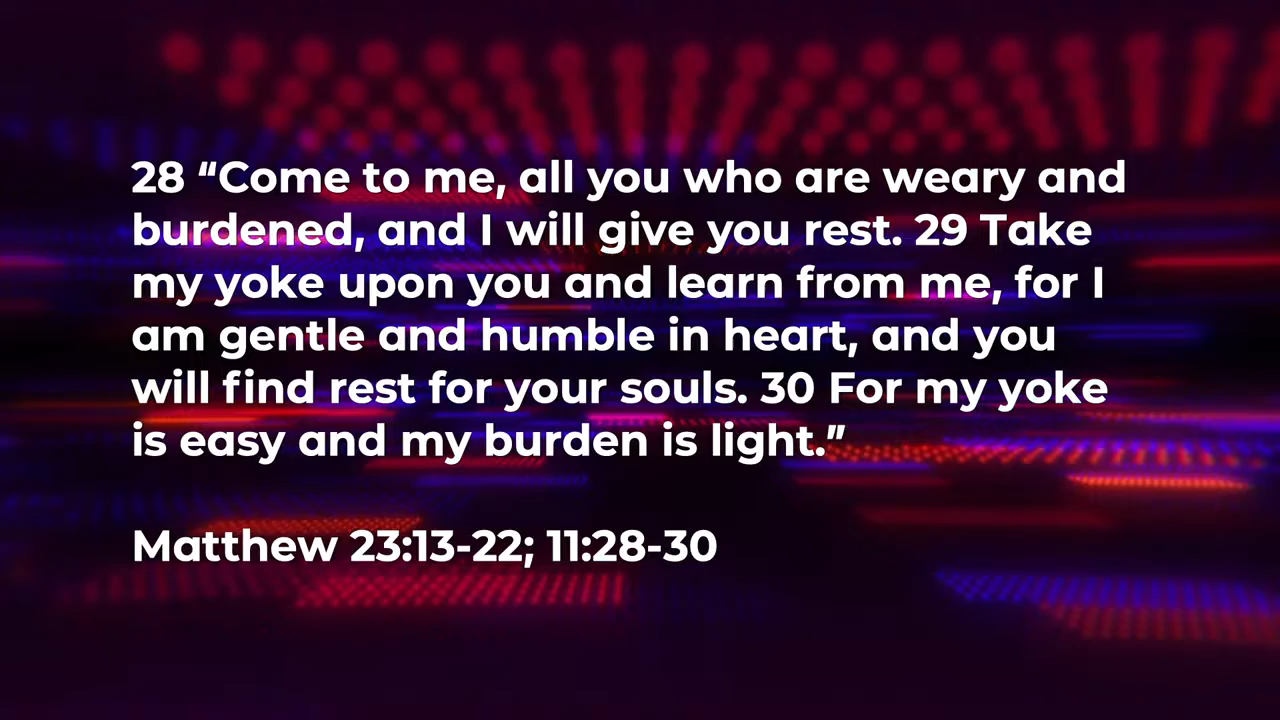 28 “Come to me, all you who are weary and
burdened, and I will give you rest. 29 Take
my yoke upon you and learn from me, for I
am gentle and humble in heart, and you
will find rest for your souls. 30 For my yoke
is easy and my burden is light.”
Matthew 23:13-22; 11:28-30